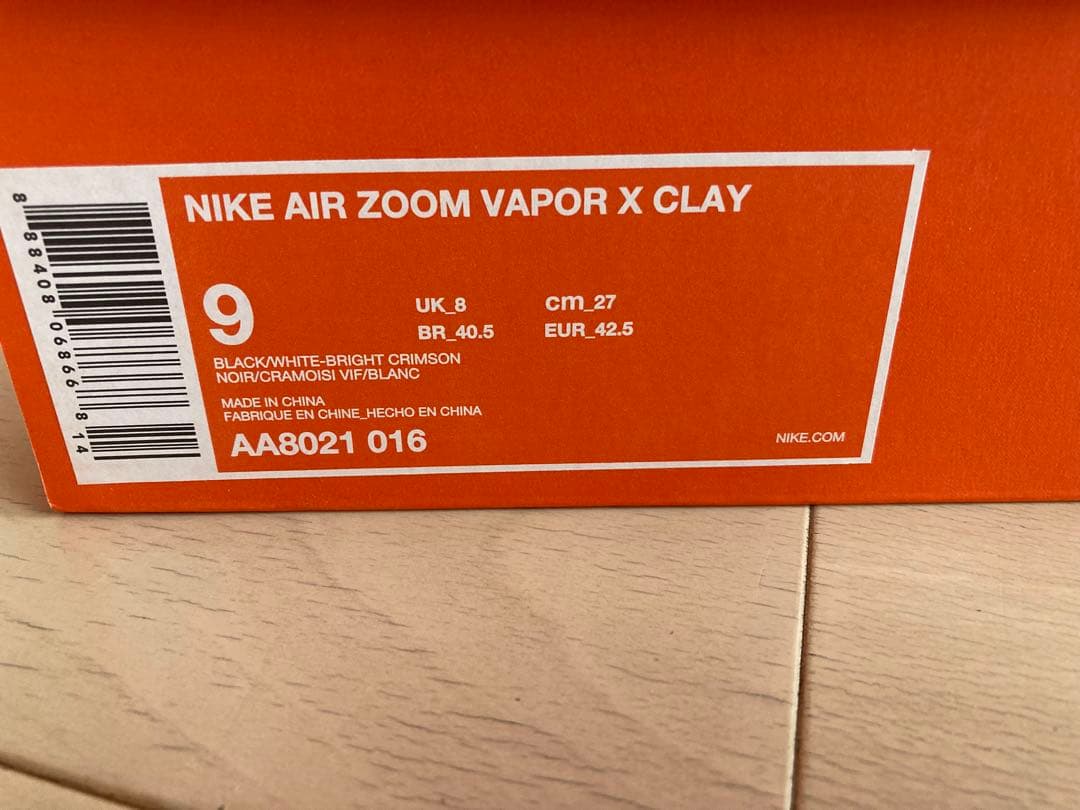 NIKE AIR ZOOM VAPOR X CLAY
9
UK_8 cm_27
BR_40.5 EUR_42.5
BLACK/WHITE-BRIGHT CRIMSON
NOIR/CRAMOISI VIF/BLANC
MADE IN CHINA
FABRIQUE EN CHINE_HECHO EN CHINA
AA8021 016
NIKE.COM
8 88408 06866 8 14